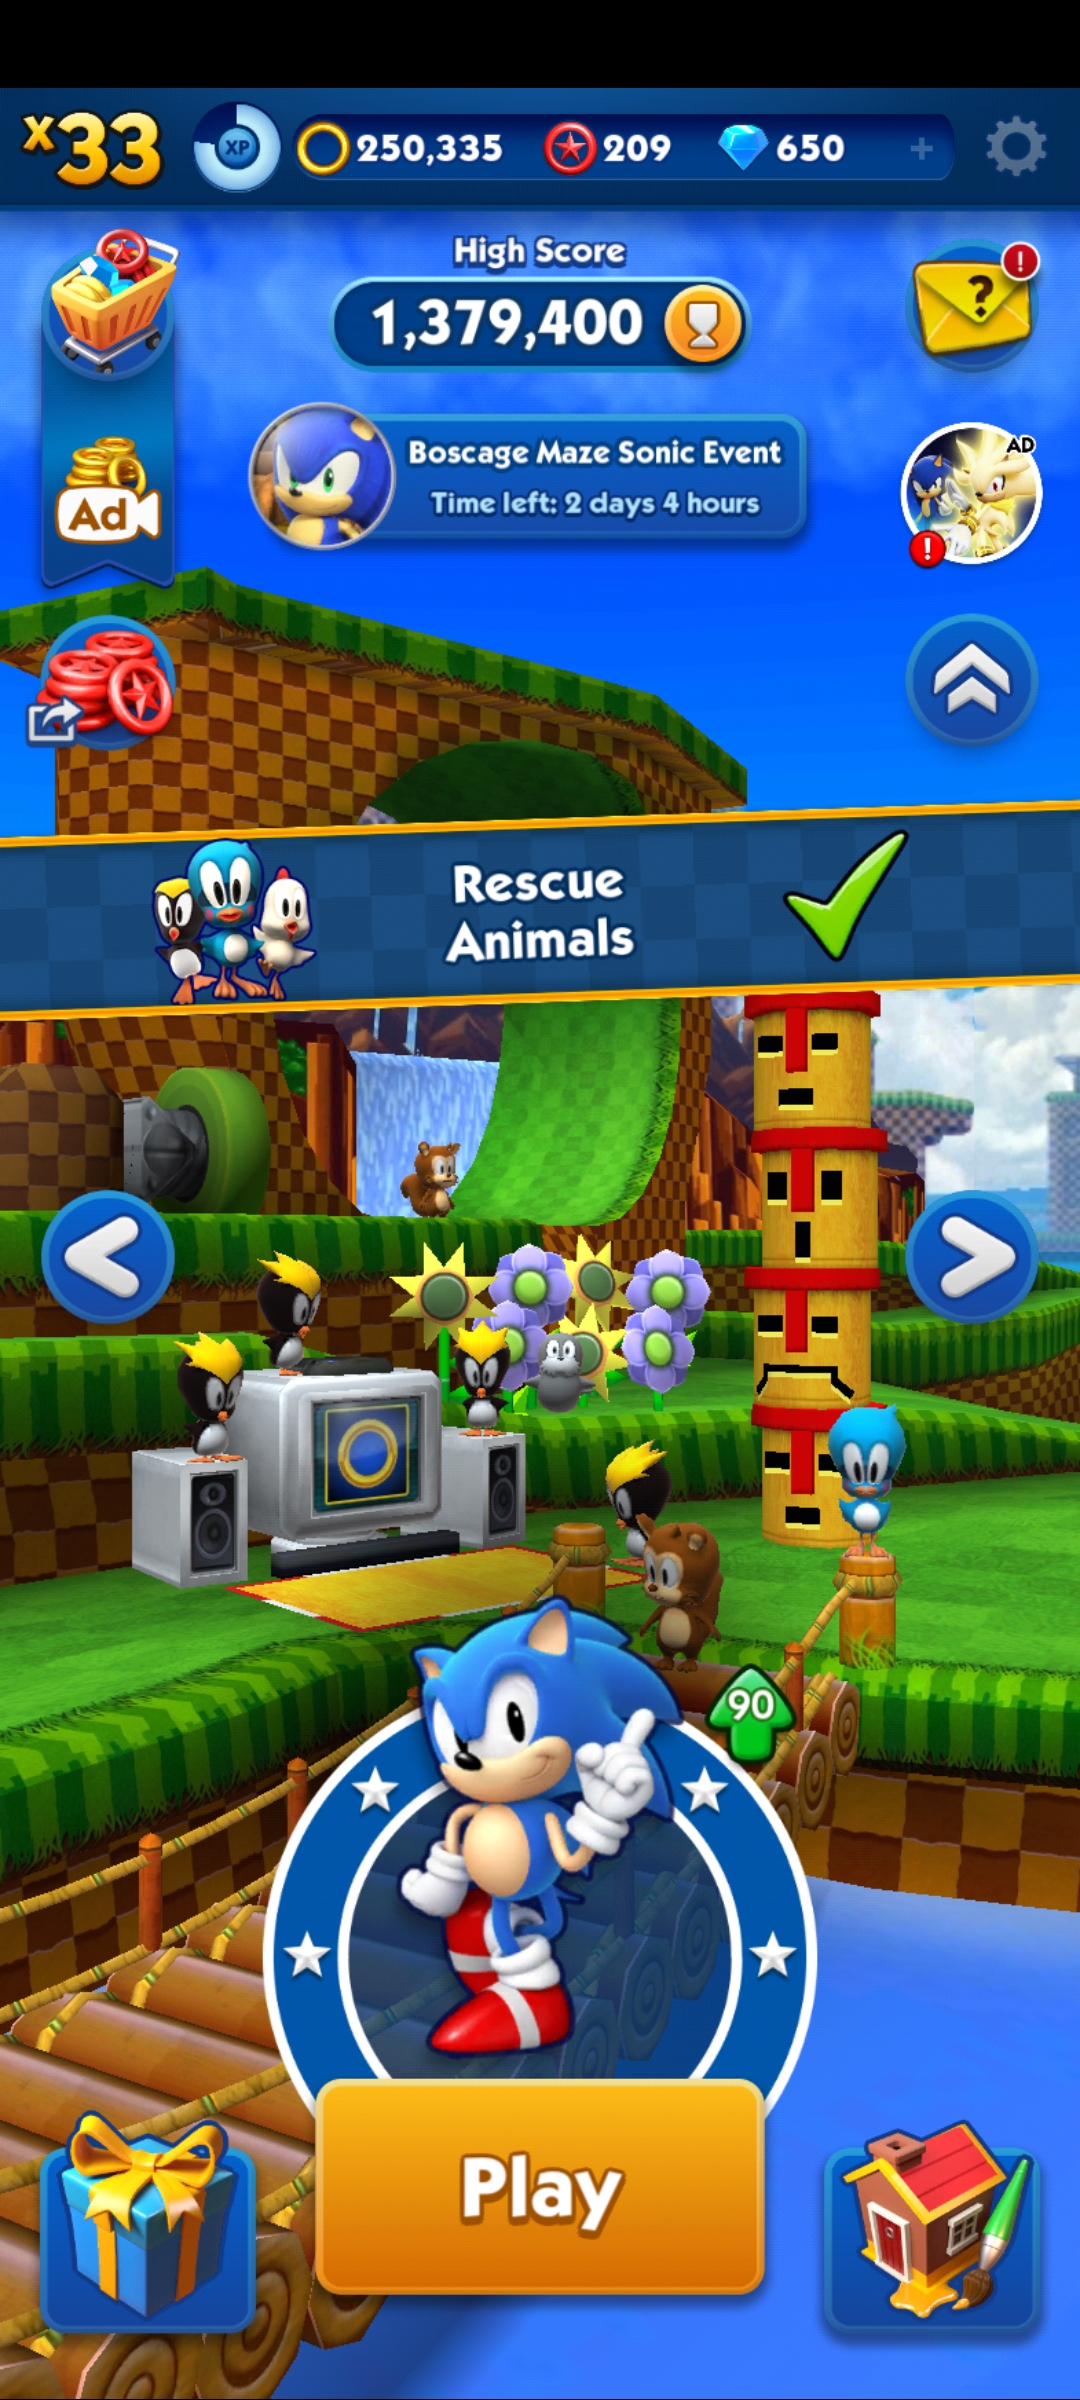 x33
XP
250,335
209
650
+
High Score
1,379,400
?
!
Boscage Maze Sonic Event
Time left: 2 days 4 hours
AD
!
Ad
Rescue
Animals
90
Play